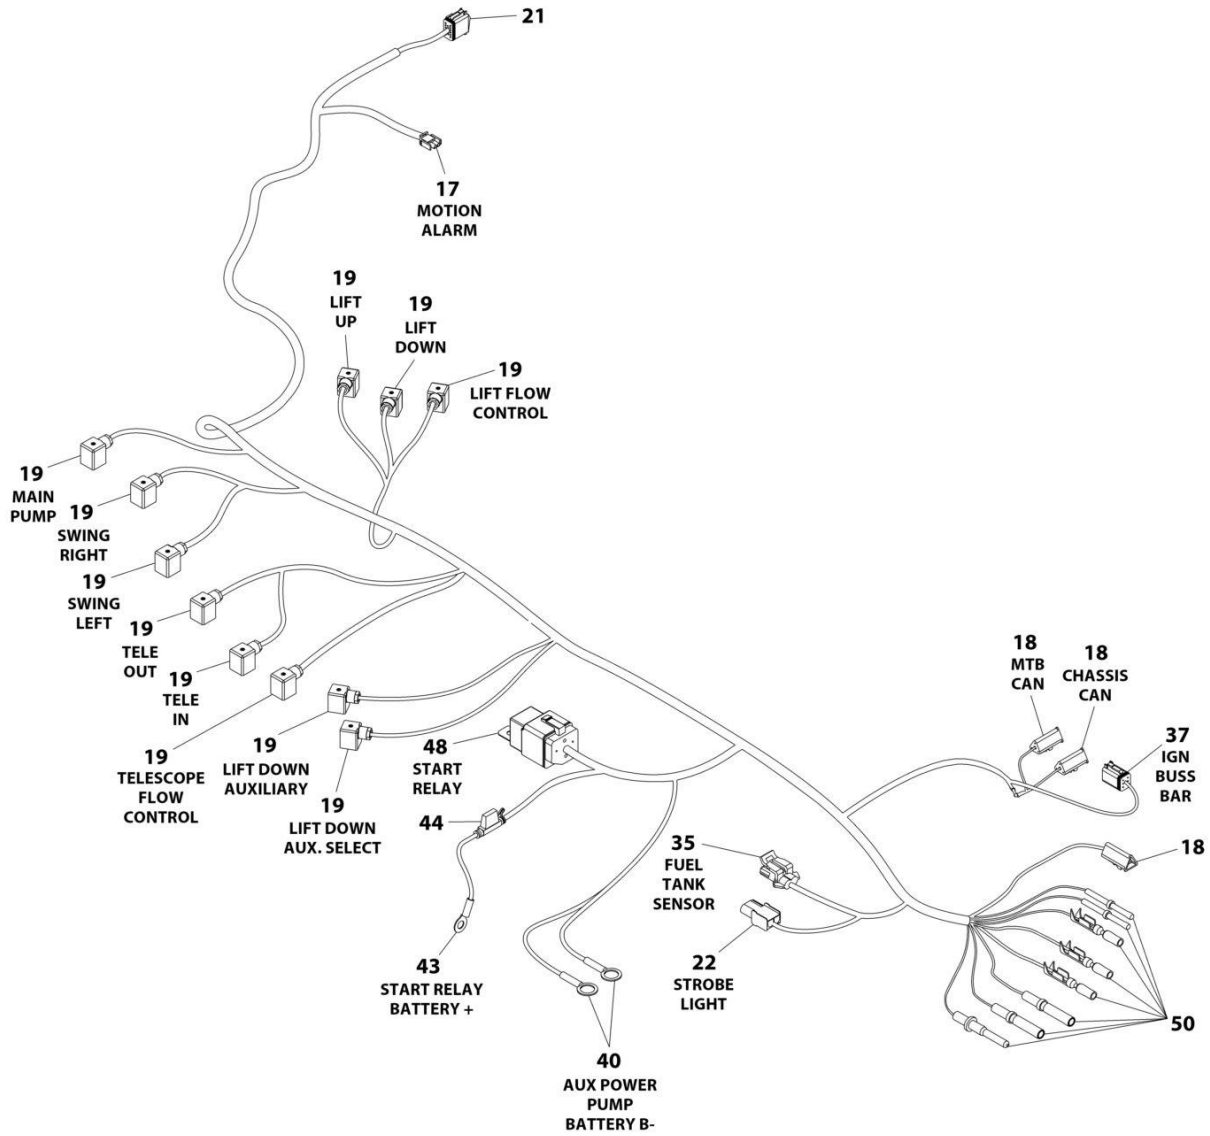 21
17
MOTION
ALARM
19
LIFT
UP
19
LIFT
DOWN
19
LIFT FLOW
CONTROL
19
MAIN
PUMP
19
SWING
RIGHT
19
SWING
LEFT
19
TELE
OUT
19
TELE
IN
19
TELESCOPE
FLOW
CONTROL
19
LIFT DOWN
AUXILIARY
19
LIFT DOWN
AUX. SELECT
48
START
RELAY
44
43
START RELAY
BATTERY +
40
AUX POWER
PUMP
BATTERY B-
35
FUEL
TANK
SENSOR
22
STROBE
LIGHT
18
MTB
CAN
18
CHASSIS
CAN
37
IGN
BUSS
BAR
18
50